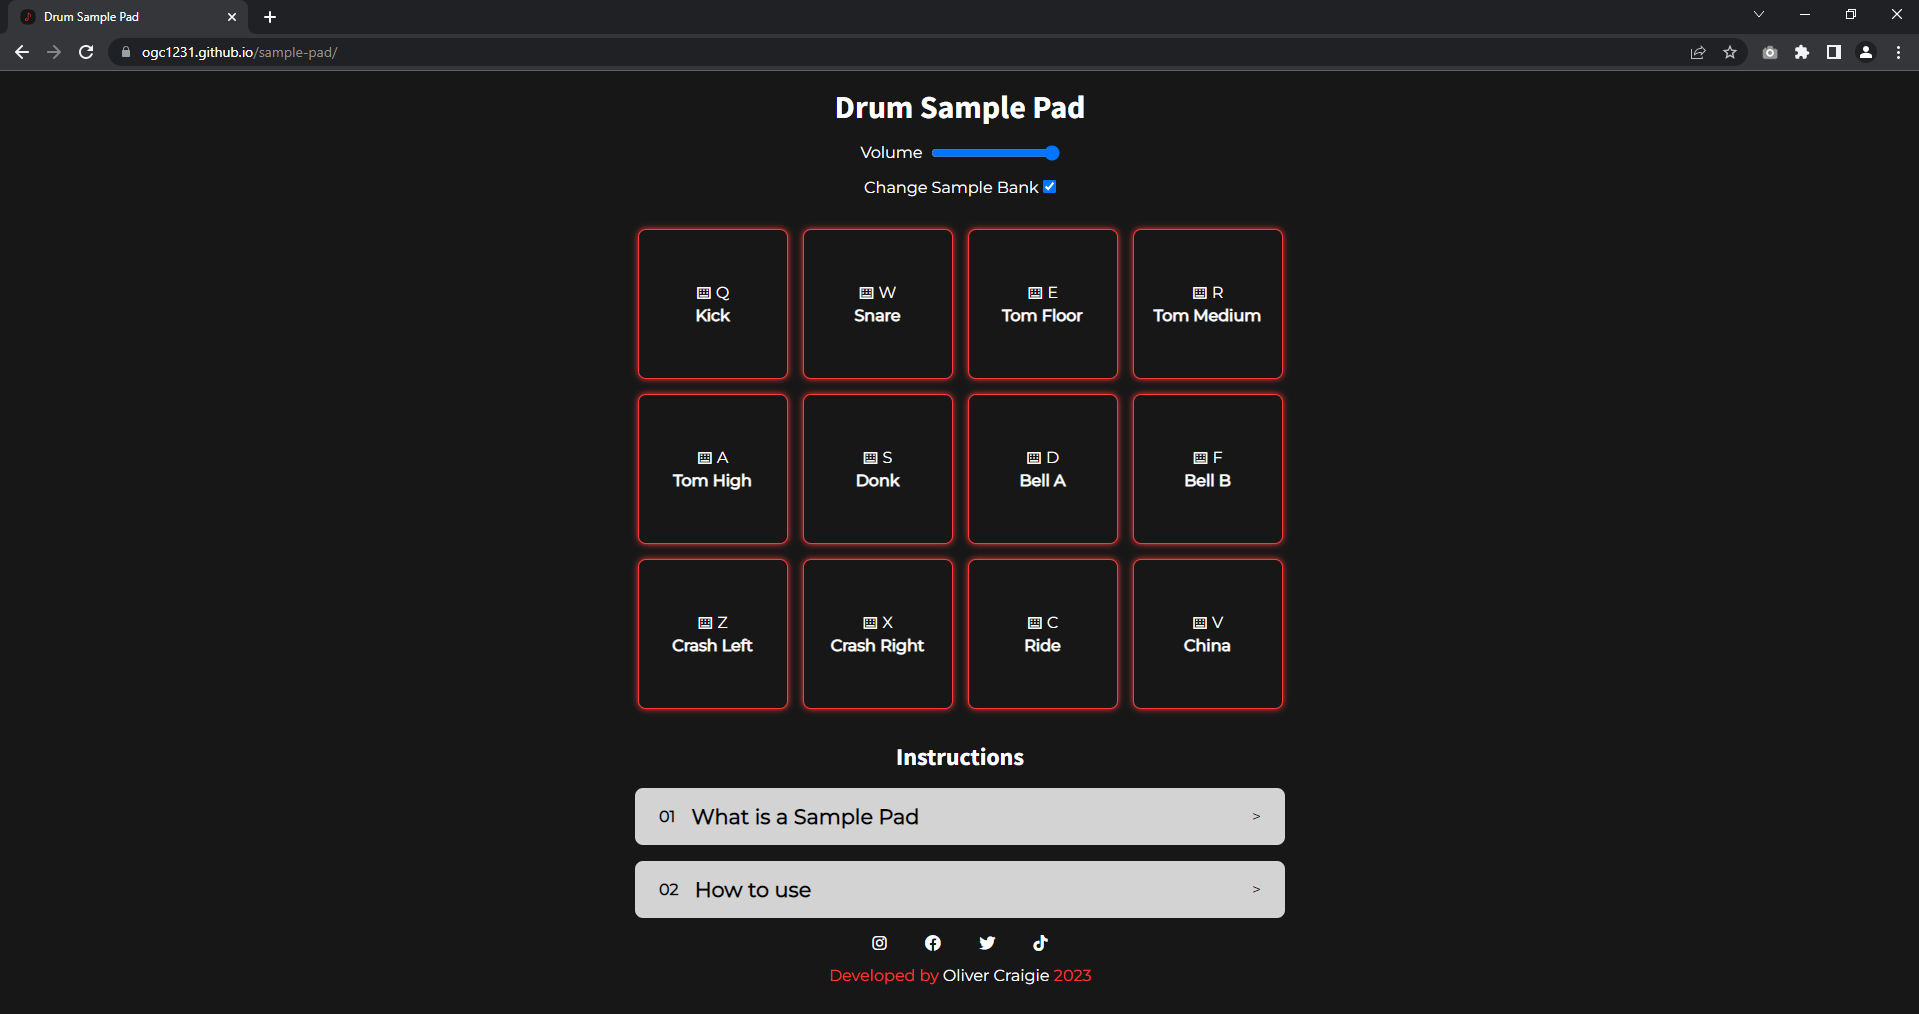 Drum Sample Pad
ogc1231.github.io/sample-pad/
Drum Sample Pad
Volume
Change Sample Bank
Q
Kick
W
Snare
E
Tom Floor
R
Tom Medium
A
Tom High
S
Donk
D
Bell A
F
Bell B
Z
Crash Left
X
Crash Right
C
Ride
V
China
Instructions
01 What is a Sample Pad >
02 How to use >
Developed by Oliver Craigie 2023